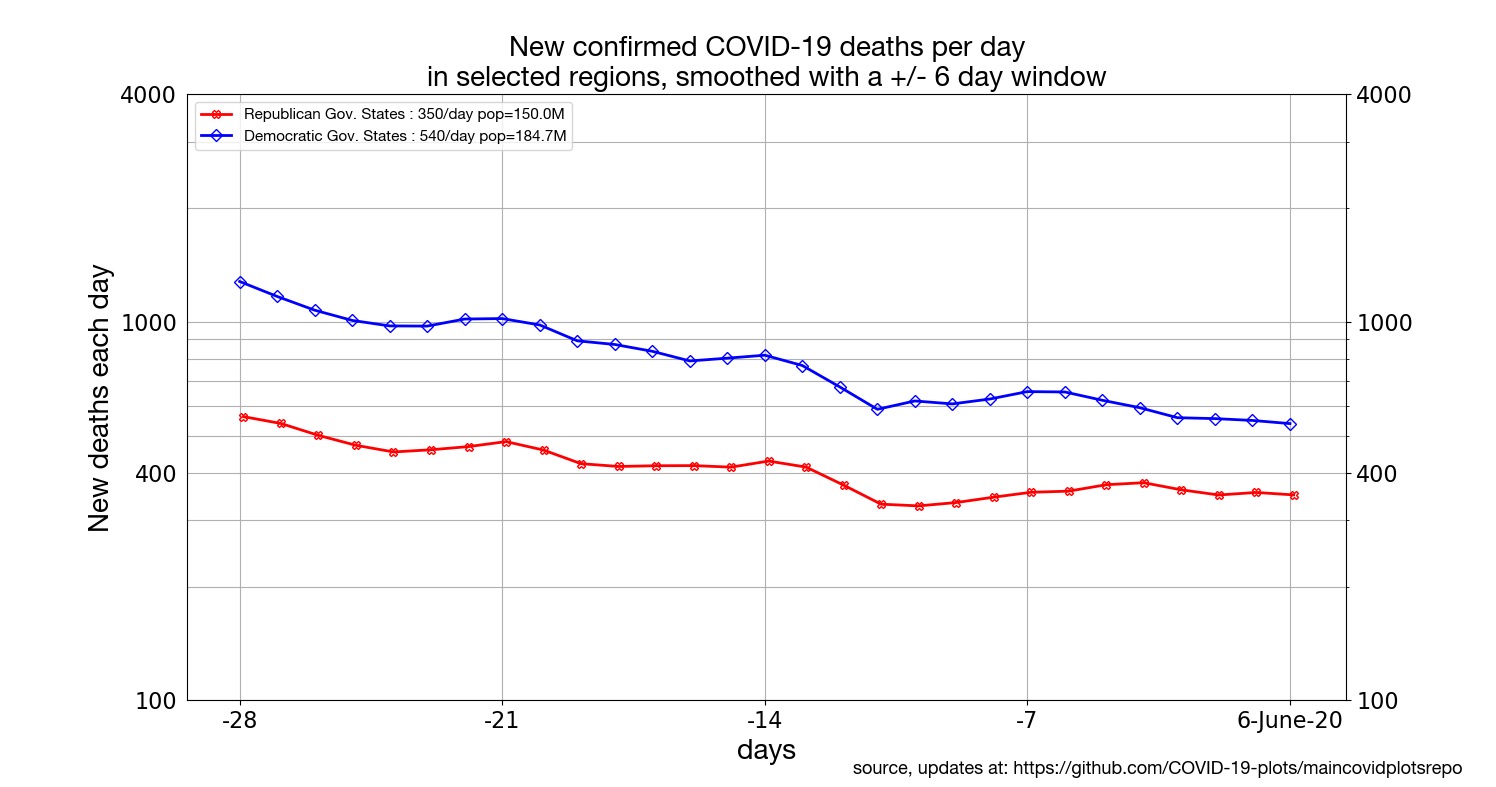 New confirmed COVID-19 deaths per day
in selected regions, smoothed with a +/- 6 day window
4000
4000
Republican Gov. States : 350/day pop=150.0M
Democratic Gov. States : 540/day pop=184.7M
New deaths each day
1000
1000
400
400
100
100
-28
-21
-14
-7
6-June-20
days
source, updates at: https://github.com/COVID-19-plots/maincovidplotsrepo